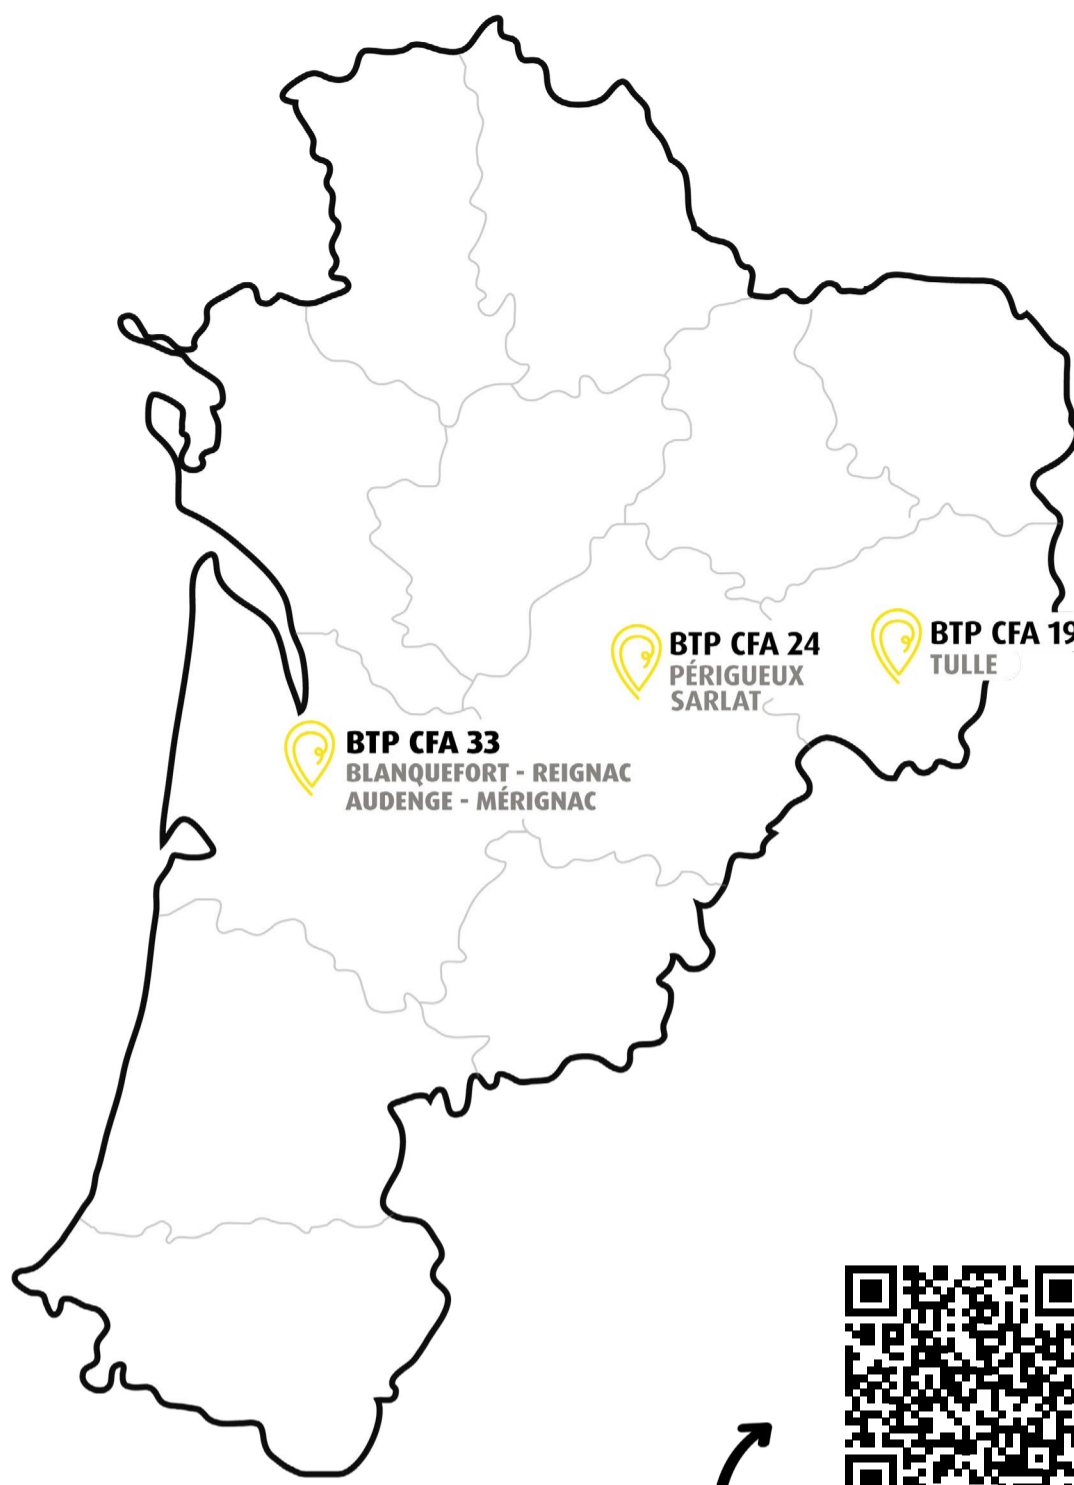 BTP CFA 24
PÉRIGUEUX
SARLAT
BTP CFA 19
TULLE
BTP CFA 33
BLANQUEFORT - REIGNAC
AUDENGE - MÉRIGNAC